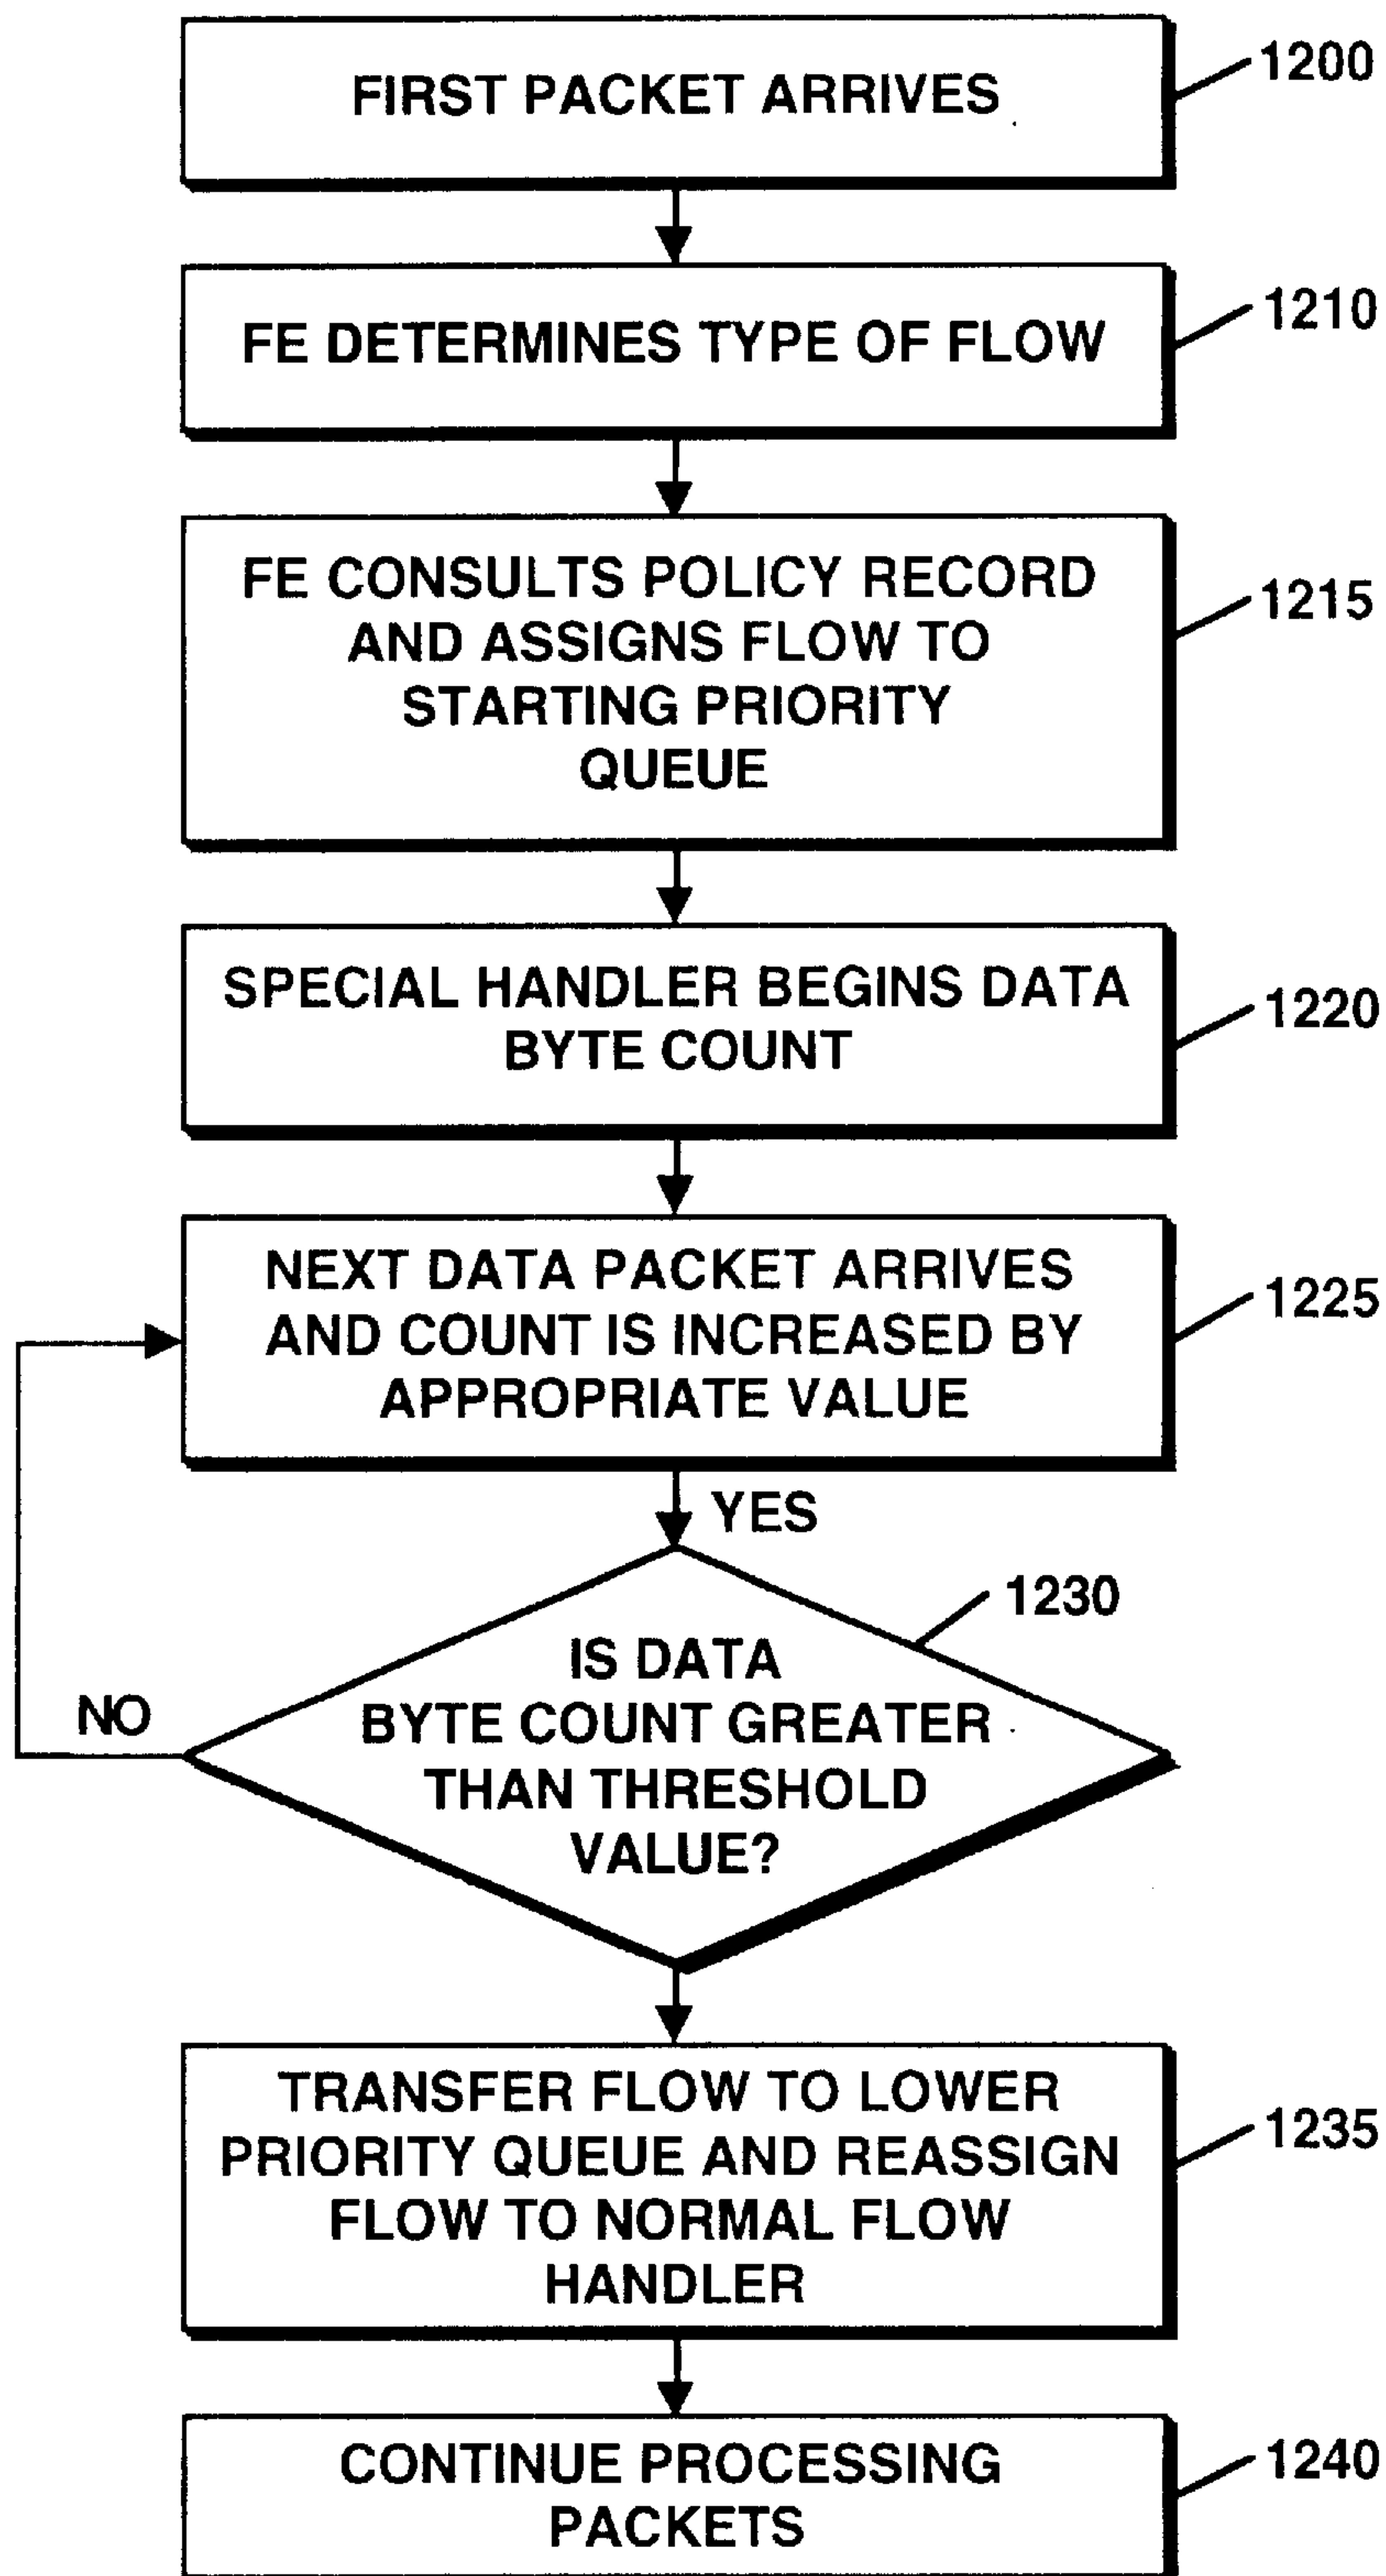 FIRST PACKET ARRIVES
1200
FE DETERMINES TYPE OF FLOW
1210
FE CONSULTS POLICY RECORD
AND ASSIGNS FLOW TO
STARTING PRIORITY
QUEUE
1215
SPECIAL HANDLER BEGINS DATA
BYTE COUNT
1220
NEXT DATA PACKET ARRIVES
AND COUNT IS INCREASED BY
APPROPRIATE VALUE
1225
YES
1230
IS DATA
BYTE COUNT GREATER
THAN THRESHOLD
VALUE?
NO
TRANSFER FLOW TO LOWER
PRIORITY QUEUE AND REASSIGN
FLOW TO NORMAL FLOW
HANDLER
1235
CONTINUE PROCESSING
PACKETS
1240